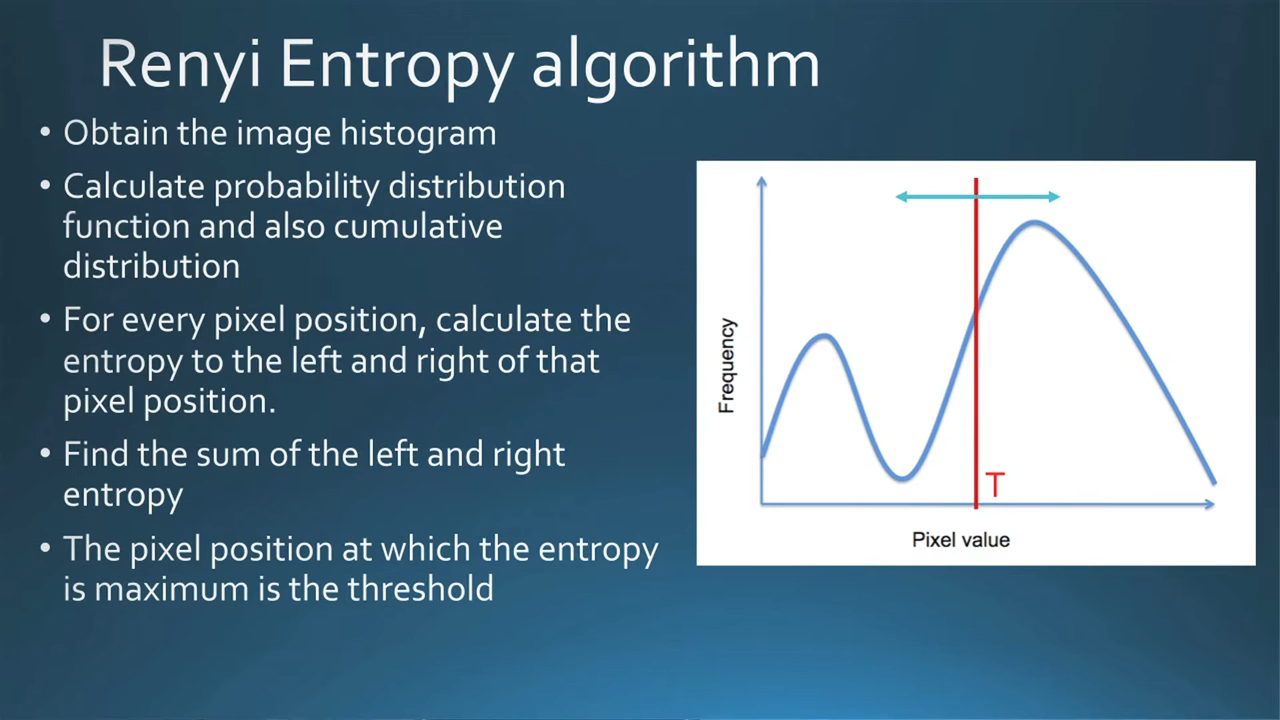 Renyi Entropy algorithm
• Obtain the image histogram
• Calculate probability distribution
function and also cumulative
distribution
• For every pixel position, calculate the
entropy to the left and right of that
pixel position.
• Find the sum of the left and right
entropy
• The pixel position at which the entropy
is maximum is the threshold
Frequency
T
Pixel value